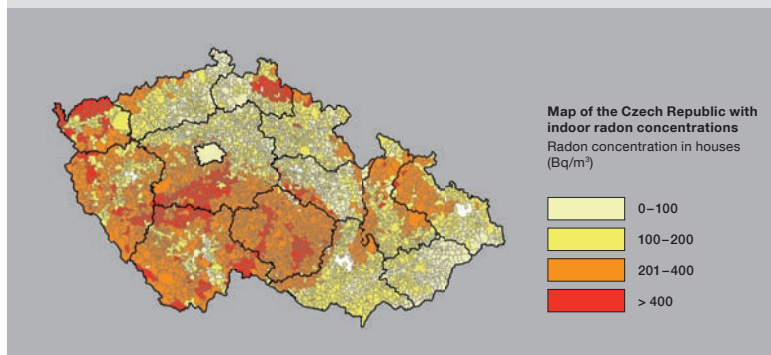 Map of the Czech Republic with
indoor radon concentrations
Radon concentration in houses
(Bq/m³)
0–100
100–200
201–400
> 400